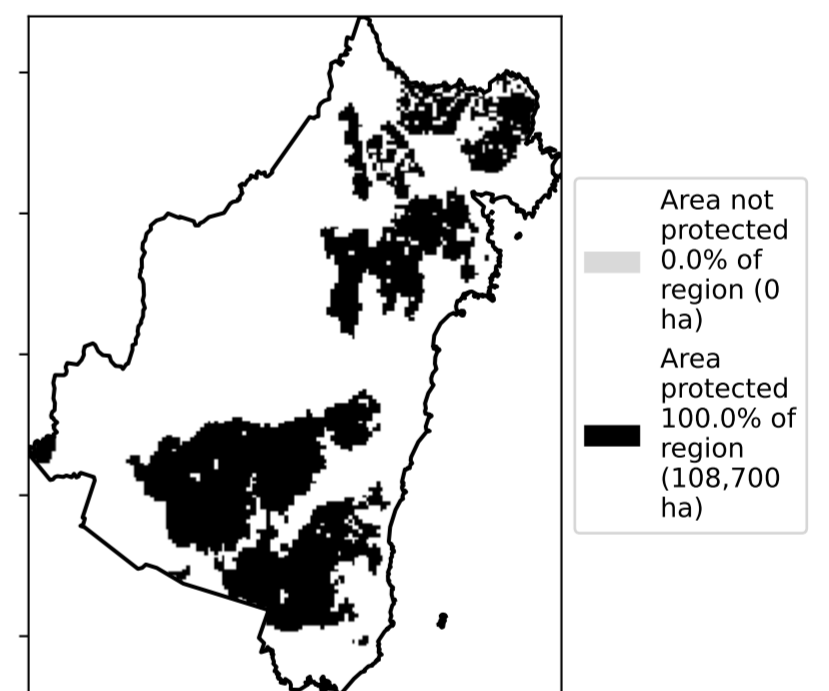 Area not
protected
0.0% of
region (0
ha)
Area
protected
100.0% of
region
(108,700
ha)